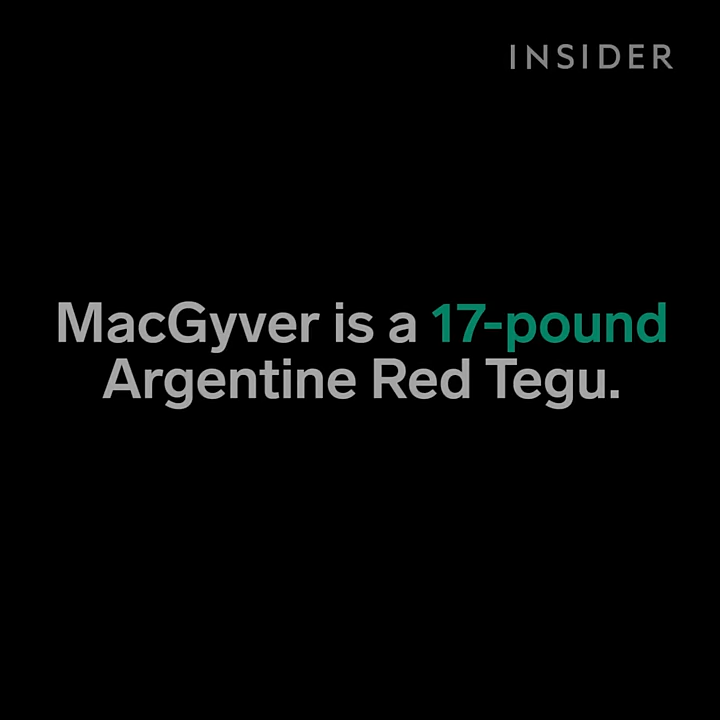 INSIDER
MacGyver is a 17-pound
Argentine Red Tegu.